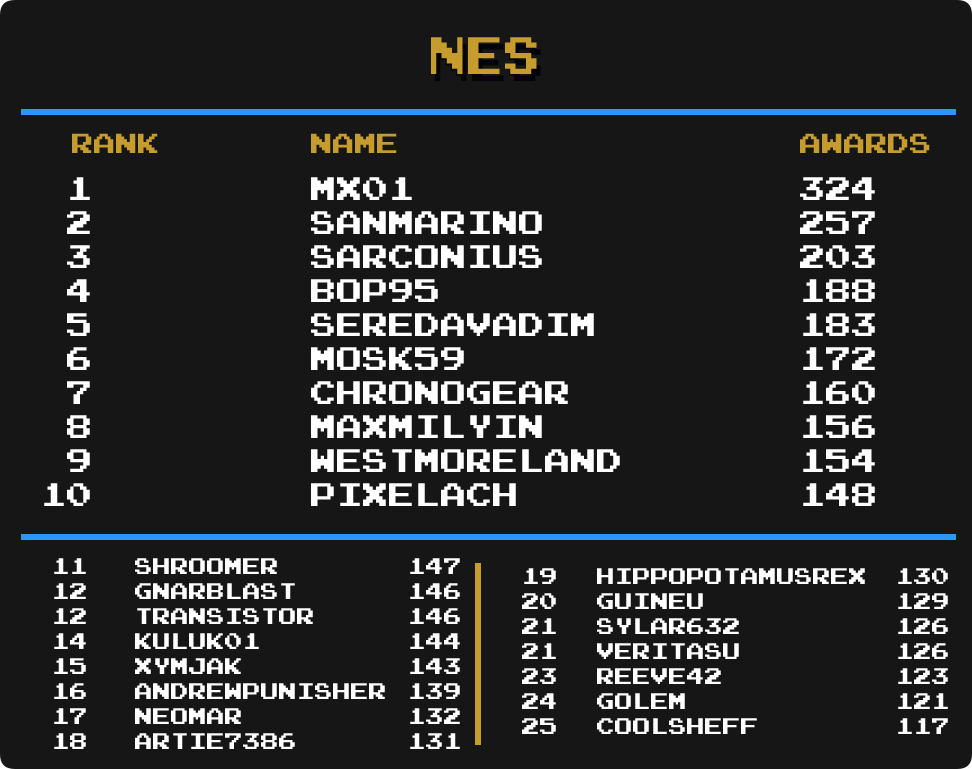 NES
RANK NAME AWARDS
1 MX01 324
2 SANMARINO 257
3 SARCONIUS 203
4 BOP95 188
5 SEREDAVADIM 183
6 MOSK59 172
7 CHRONOGEAR 160
8 MAXMILYIN 156
9 WESTMORELAND 154
10 PIXELACH 148
11 SHROOMER 147
12 GNARBLAST 146
12 TRANSISTOR 146
14 KULUK01 144
15 XYMJAK 143
16 ANDREWPUNISHER 139
17 NEOMAR 132
18 ARTIE7386 131
19 HIPPOPOTAMUSREX 130
20 GUINEU 129
21 SYLAR632 126
21 VERITASU 126
23 REEVE42 123
24 GOLEM 121
25 COOLSHEFF 117